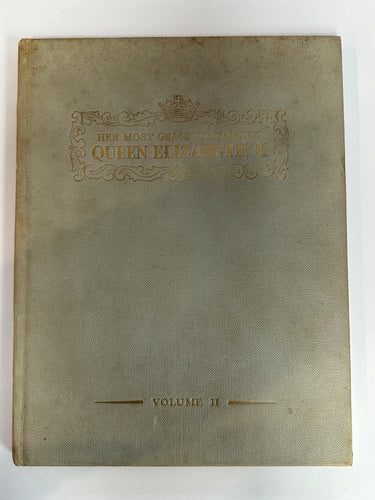 HER MOST GRACIOUS MAJESTY
QUEEN ELIZABETH II
VOLUME II